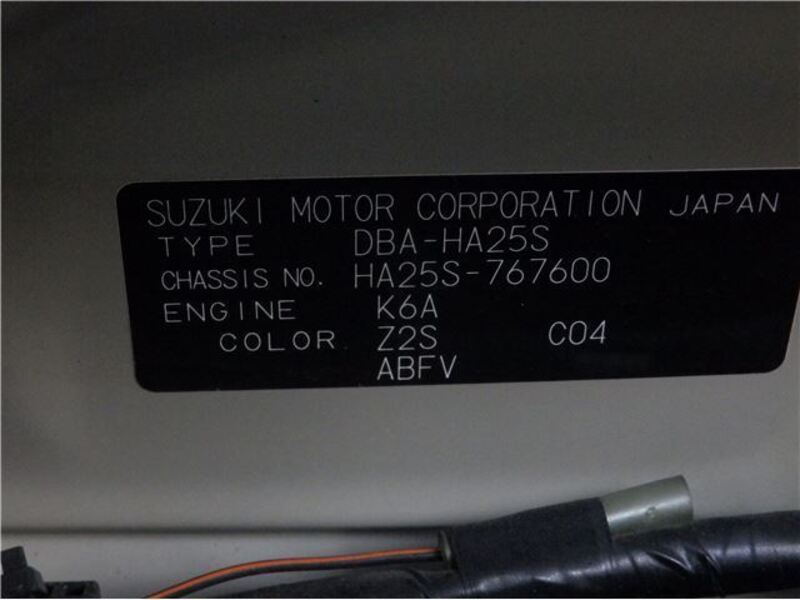 SUZUKI MOTOR CORPORATION JAPAN
TYPE DBA-HA25S
CHASSIS NO. HA25S-767600
ENGINE K6A
COLOR Z2S C04
ABFV